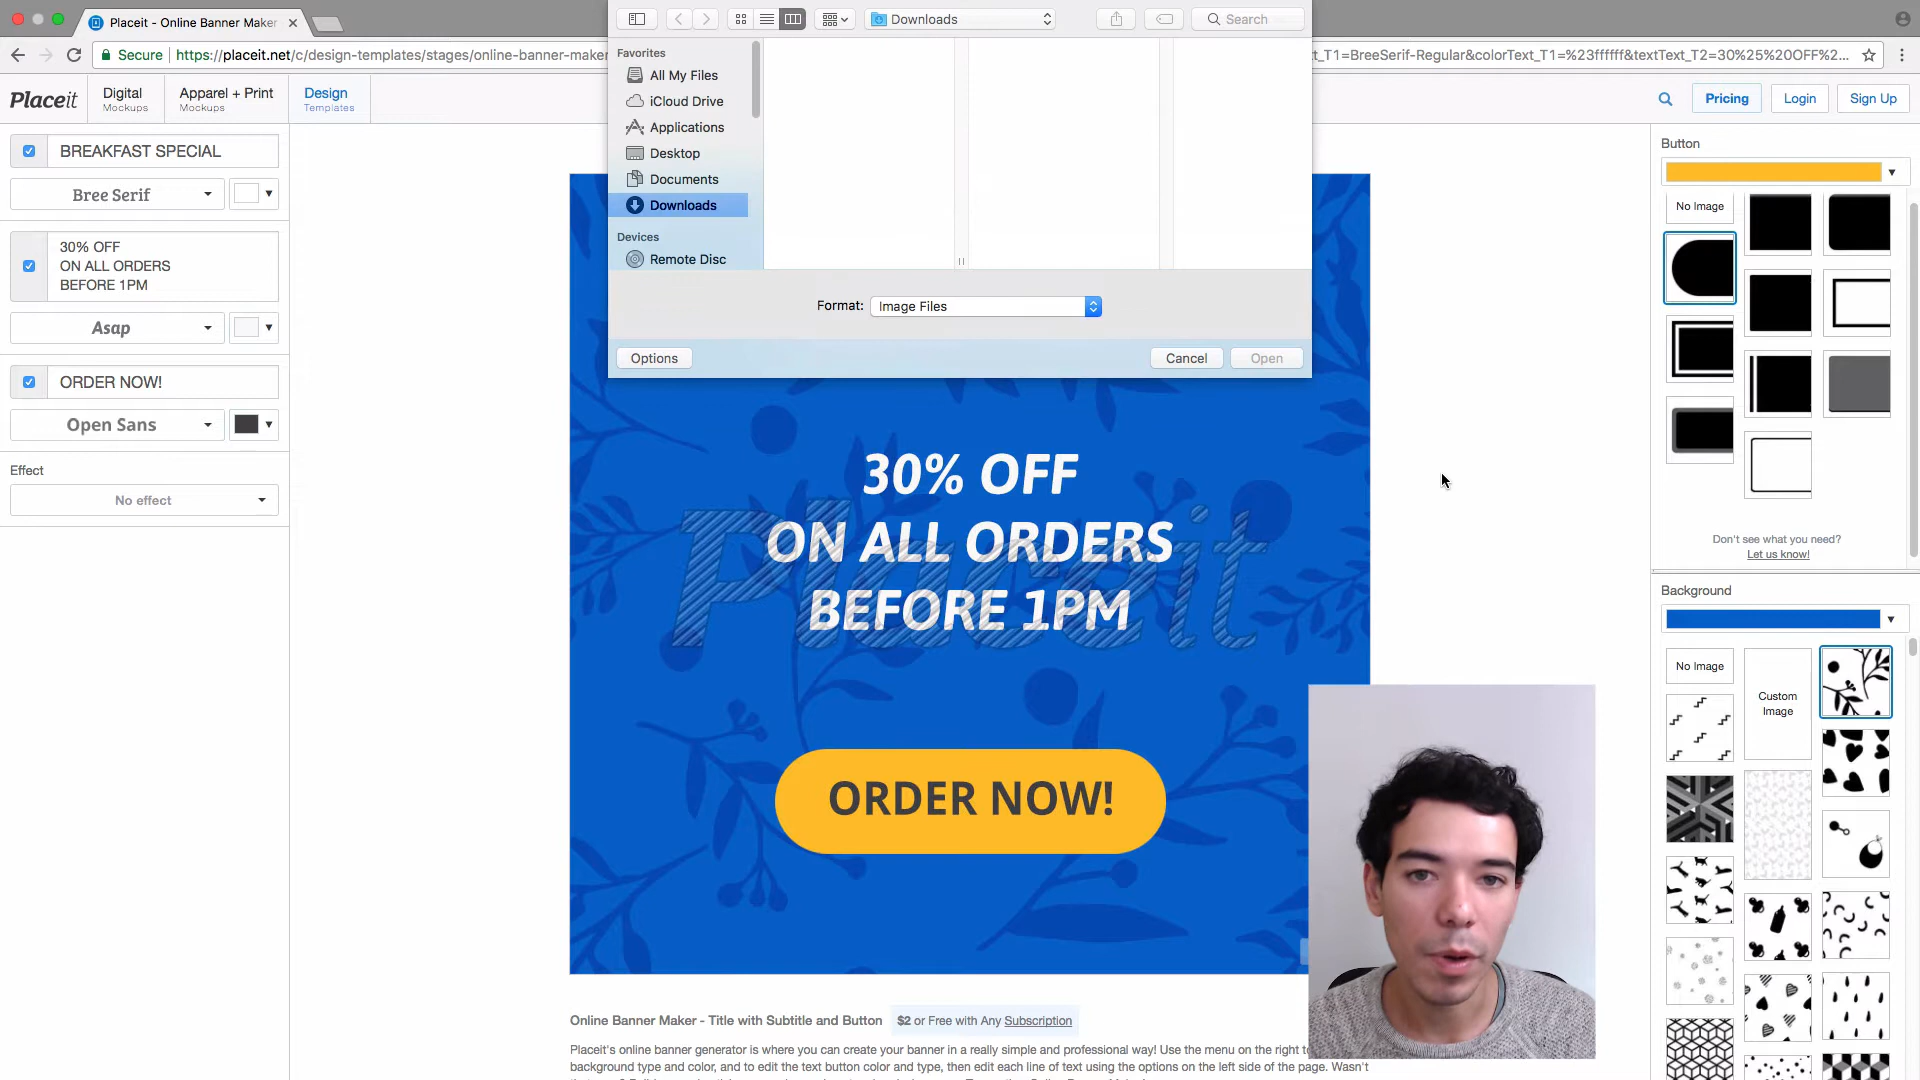 Placeit - Online Banner Maker
Downloads
Search
Secure
https://placeit.net/c/design-templates/stages/online-banner-maker
t_T1=BreeSerif-Regular&colorText_T1=%23ffffff&textText_T2=30%25%20OFF%2...
Placeit
Digital
Mockups
Apparel + Print
Mockups
Design
Templates
Pricing
Login
Sign Up
Favorites
All My Files
iCloud Drive
Applications
Desktop
Documents
Downloads
Devices
Remote Disc
Format:
Image Files
Options
Cancel
Open
BREAKFAST SPECIAL
Bree Serif
30% OFF
ON ALL ORDERS
BEFORE 1PM
Asap
ORDER NOW!
Open Sans
Effect
No effect
30% OFF
ON ALL ORDERS
BEFORE 1PM
Placeit
ORDER NOW!
Button
No Image
Don't see what you need?
Let us know!
Background
No Image
Custom
Image
Online Banner Maker - Title with Subtitle and Button
$2 or Free with Any Subscription
Placeit's online banner generator is where you can create your banner in a really simple and professional way! Use the menu on the right to
background type and color, and to edit the text button color and type, then edit each line of text using the options on the left side of the page. Wasn't